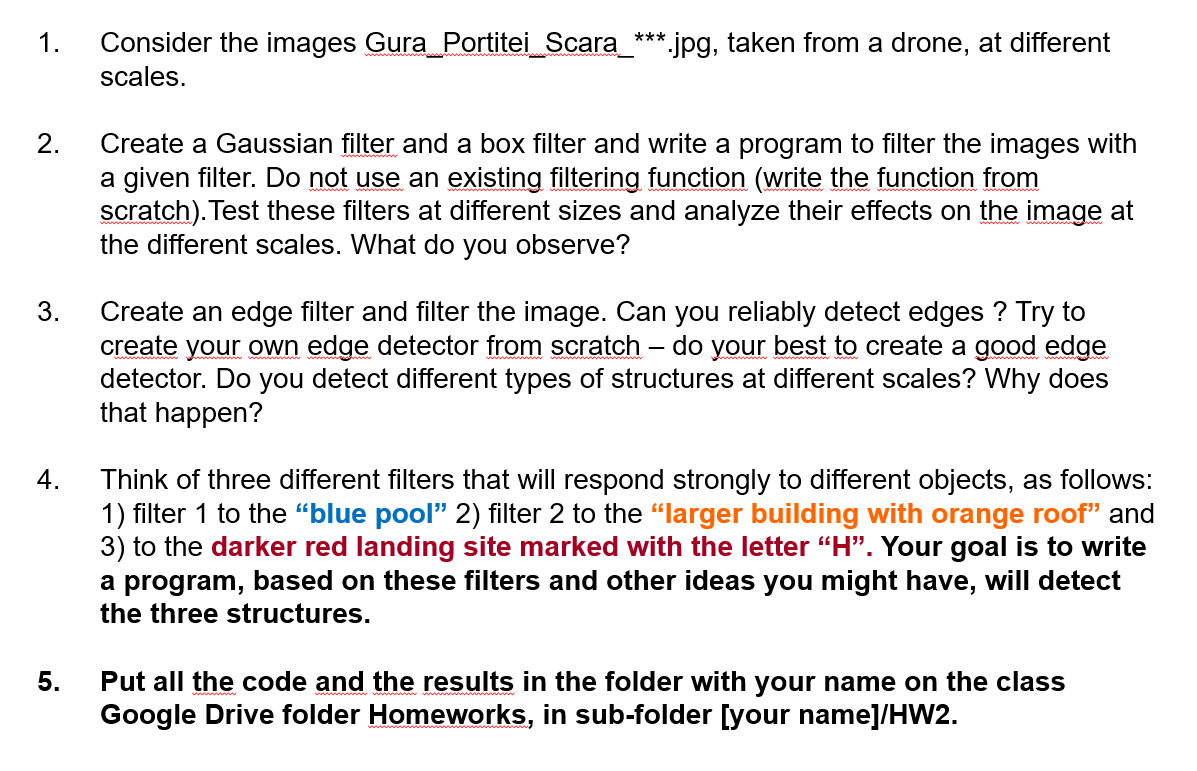 1. Consider the images Gura_Portitei_Scara_***.jpg, taken from a drone, at different
scales.
2. Create a Gaussian filter and a box filter and write a program to filter the images with
a given filter. Do not use an existing filtering function (write the function from
scratch).Test these filters at different sizes and analyze their effects on the image at
the different scales. What do you observe?
3. Create an edge filter and filter the image. Can you reliably detect edges ? Try to
create your own edge detector from scratch – do your best to create a good edge
detector. Do you detect different types of structures at different scales? Why does
that happen?
4. Think of three different filters that will respond strongly to different objects, as follows:
1) filter 1 to the “blue pool” 2) filter 2 to the “larger building with orange roof” and
3) to the darker red landing site marked with the letter “H”. Your goal is to write
a program, based on these filters and other ideas you might have, will detect
the three structures.
5. Put all the code and the results in the folder with your name on the class
Google Drive folder Homeworks, in sub-folder [your name]/HW2.